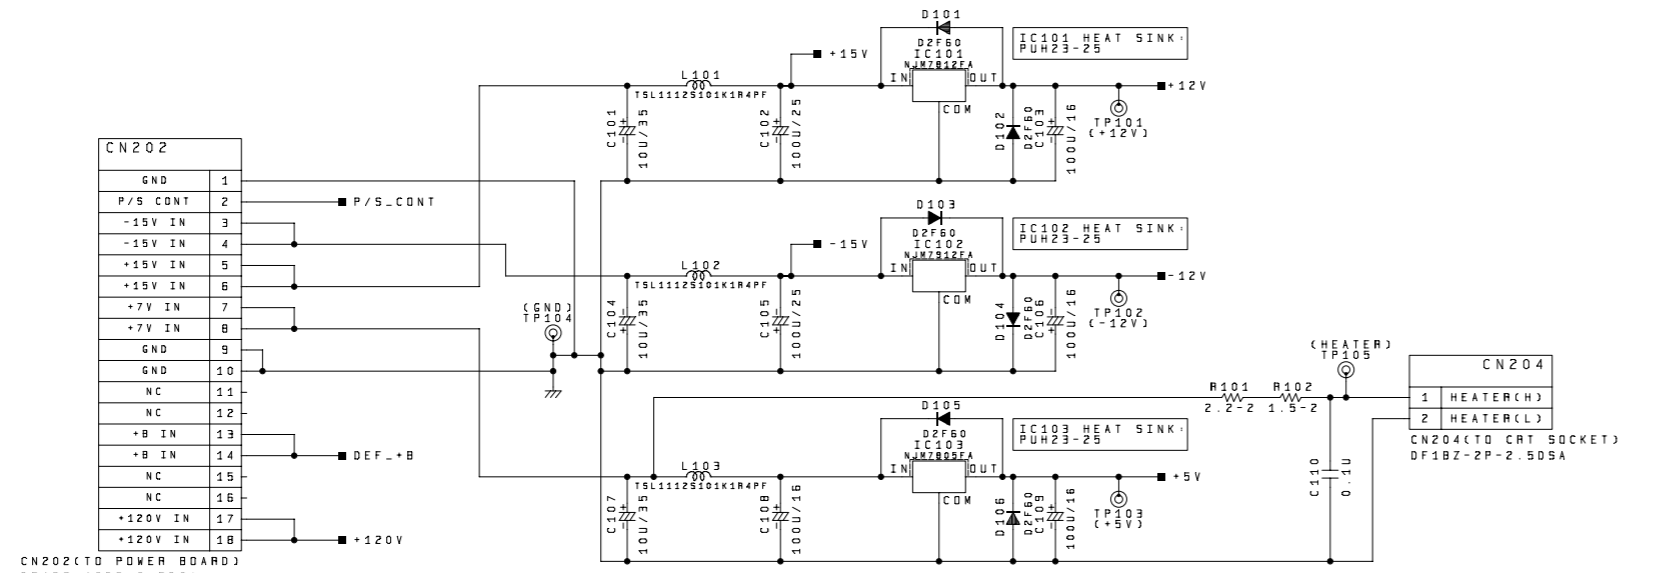 D101
D2F60
IC101
NJM7812FA
IN
OUT
COM
IC101 HEAT SINK:
PUH23-25
+15V
L101
TSL1112S101K1R4PF
C101
10U/35
C102
100U/25
D102
D2F60
C103
100U/16
+12V
TP101
(+12V)
CN202
GND 1
P/S CONT 2
-15V IN 3
-15V IN 4
+15V IN 5
+15V IN 6
+7V IN 7
+7V IN 8
GND 9
GND 10
NC 11
NC 12
+B IN 13
+B IN 14
NC 15
NC 16
+120V IN 17
+120V IN 18
CN202(TO POWER BOARD)
P/S_CONT
DEF_+B
+120V
(GND)
TP104
D103
D2F60
IC102
NJM7912FA
IN
OUT
COM
IC102 HEAT SINK:
PUH23-25
-15V
L102
TSL1112S101K1R4PF
C104
10U/35
C105
100U/25
D104
D2F60
C106
100U/16
-12V
TP102
(-12V)
D105
D2F60
IC103
NJM7805FA
IN
OUT
COM
IC103 HEAT SINK:
PUH23-25
L103
TSL1112S101K1R4PF
C107
10U/35
C108
100U/16
D106
D2F60
C109
100U/16
+5V
TP103
(+5V)
R101
2.2-2
R102
1.5-2
(HEATER)
TP105
C110
0.1U
CN204
1 HEATER(H)
2 HEATER(L)
CN204(TO CRT SOCKET)
DF1BZ-2P-2.5DSA